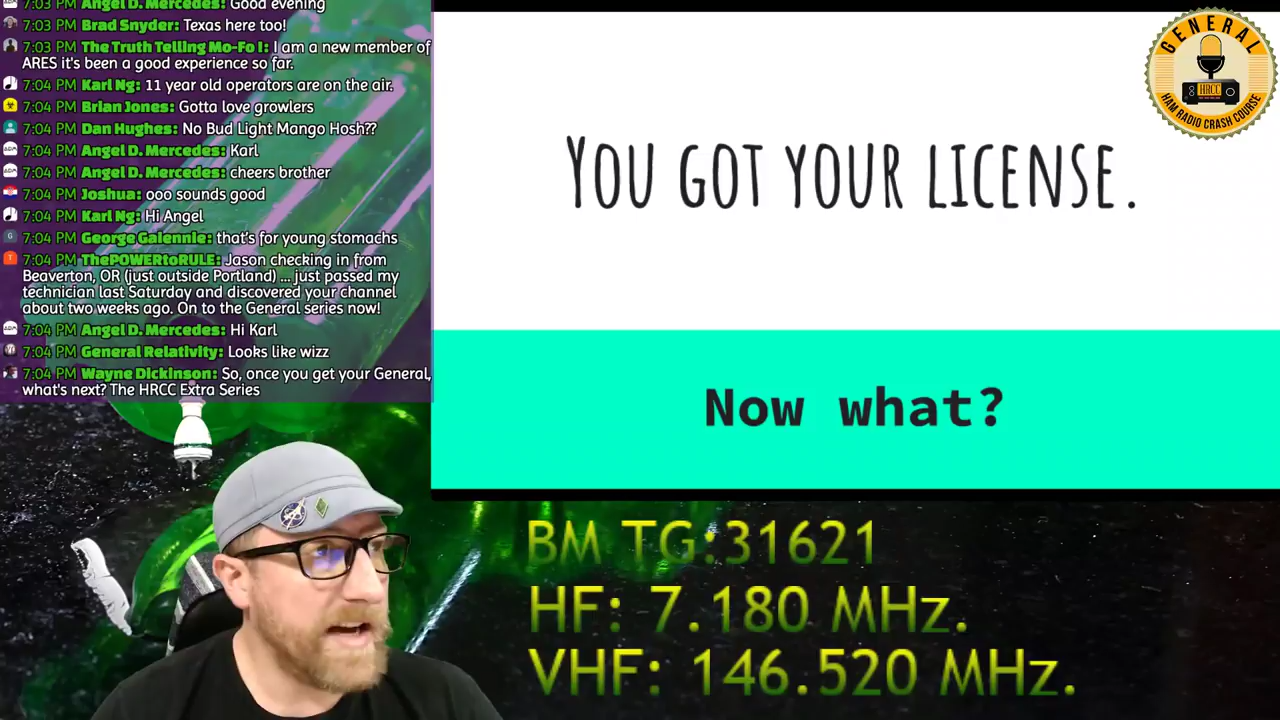 7:03 PM Angel D. Mercedes: Good evening
7:03 PM Brad Snyder: Texas here too!
7:03 PM The Truth Telling Mo-Fo I: I am a new member of
ARES it's been a good experience so far.
7:04 PM Karl Ng: 11 year old operators are on the air.
7:04 PM Brian Jones: Gotta love growlers
7:04 PM Dan Hughes: No Bud Light Mango Hosh??
7:04 PM Angel D. Mercedes: Karl
7:04 PM Angel D. Mercedes: cheers brother
7:04 PM Joshua: ooo sounds good
7:04 PM Karl Ng: Hi Angel
7:04 PM George Gaiennie: that's for young stomachs
7:04 PM ThePOWERtoRULE: Jason checking in from
Beaverton, OR (just outside Portland) ... just passed my
technician last Saturday and discovered your channel
about two weeks ago. On to the General series now!
7:04 PM Angel D. Mercedes: Hi Karl
7:04 PM General Relativity: Looks like wizz
7:04 PM Wayne Dickinson: So, once you get your General,
what's next? The HRCC Extra Series
GENERAL
HRCC
HAM RADIO CRASH COURSE
YOU GOT YOUR LICENSE.
Now what?
BM TG:31621
HF: 7.180 MHz.
VHF: 146.520 MHz.